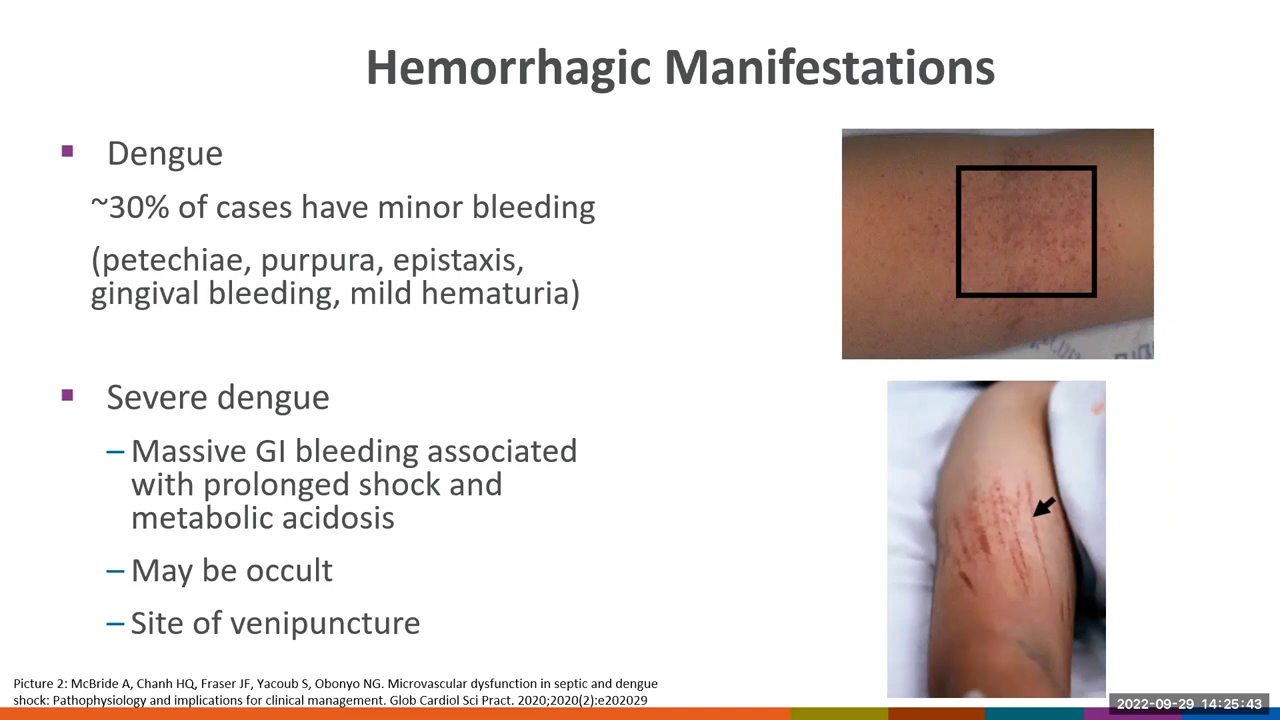 Hemorrhagic Manifestations
▪ Dengue
~30% of cases have minor bleeding
(petechiae, purpura, epistaxis,
gingival bleeding, mild hematuria)
▪ Severe dengue
– Massive GI bleeding associated
with prolonged shock and
metabolic acidosis
– May be occult
– Site of venipuncture
Picture 2: McBride A, Chanh HQ, Fraser JF, Yacoub S, Obonyo NG. Microvascular dysfunction in septic and dengue
shock: Pathophysiology and implications for clinical management. Glob Cardiol Sci Pract. 2020;2020(2):e202029
2022-09-29 14:25:43